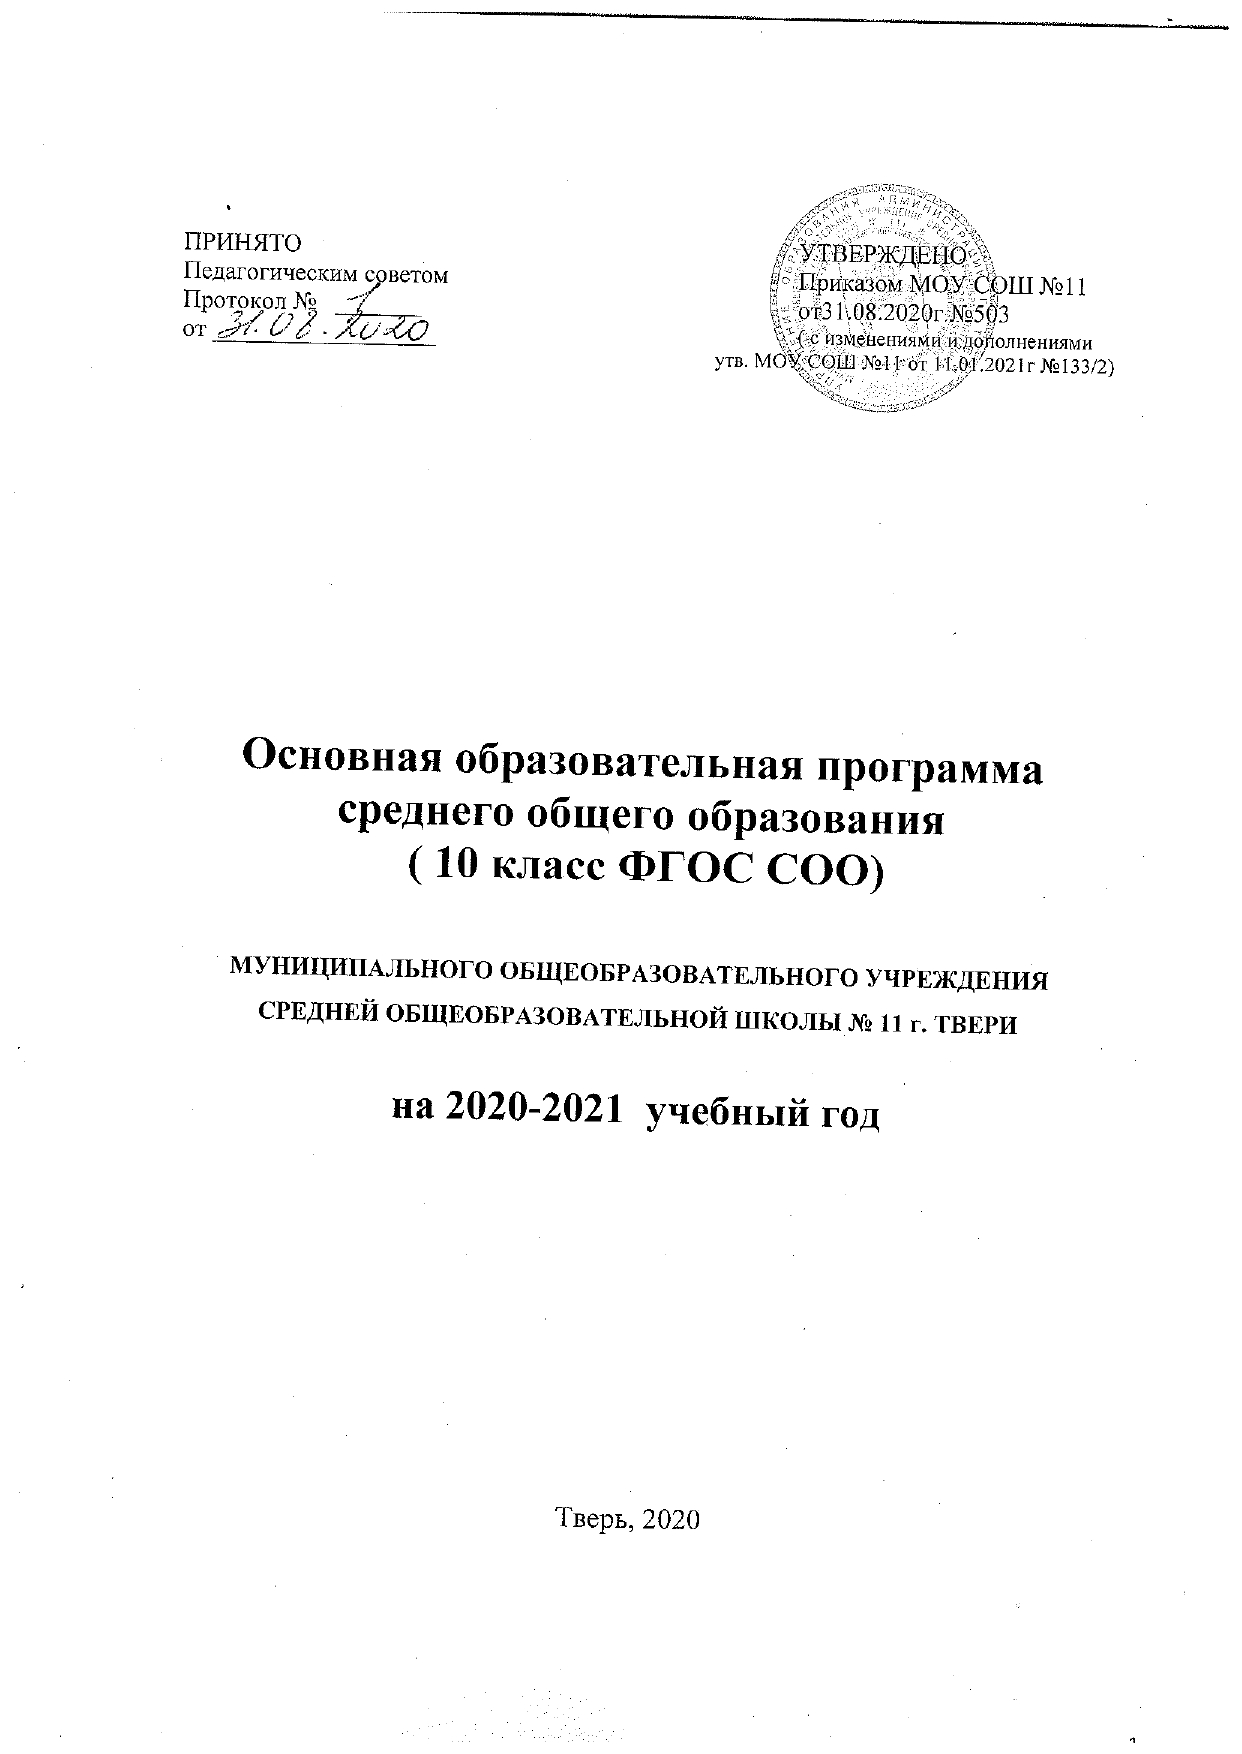 ПРИНЯТО
Педагогическим советом
Протокол № 1
от 31.08.2020
УТВЕРЖДЕНО
Приказом МОУ СОШ №11
от31.08.2020г.№503
( с изменениями и дополнениями
утв. МОУ СОШ №11 от 11.01.2021г №133/2)
Основная образовательная программа
среднего общего образования
( 10 класс ФГОС СОО)
МУНИЦИПАЛЬНОГО ОБЩЕОБРАЗОВАТЕЛЬНОГО УЧРЕЖДЕНИЯ
СРЕДНЕЙ ОБЩЕОБРАЗОВАТЕЛЬНОЙ ШКОЛЫ № 11 г. ТВЕРИ
на 2020-2021 учебный год
Тверь, 2020